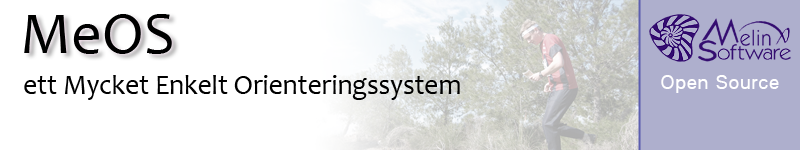 MeOS
ett Mycket Enkelt Orienteringssystem
Melin
Software
Open Source